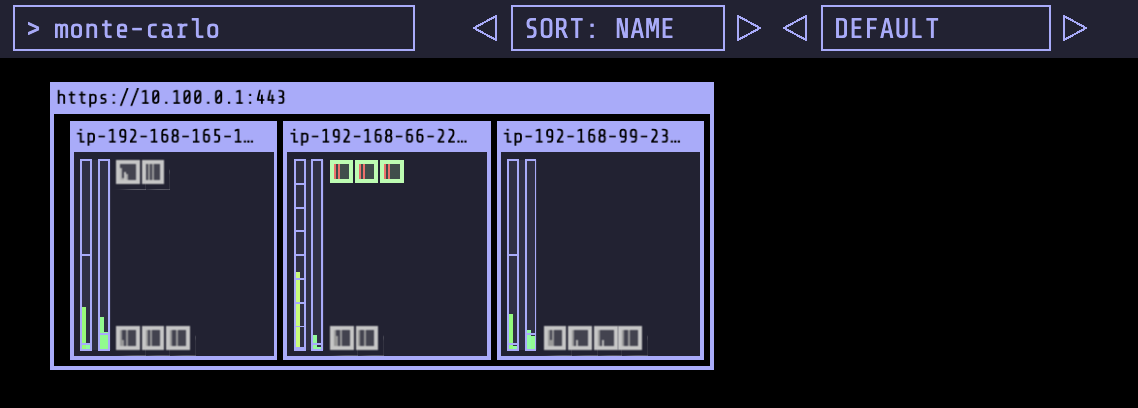 > monte-carlo
SORT: NAME
DEFAULT
https://10.100.0.1:443
ip-192-168-165-1…
ip-192-168-66-22…
ip-192-168-99-23…